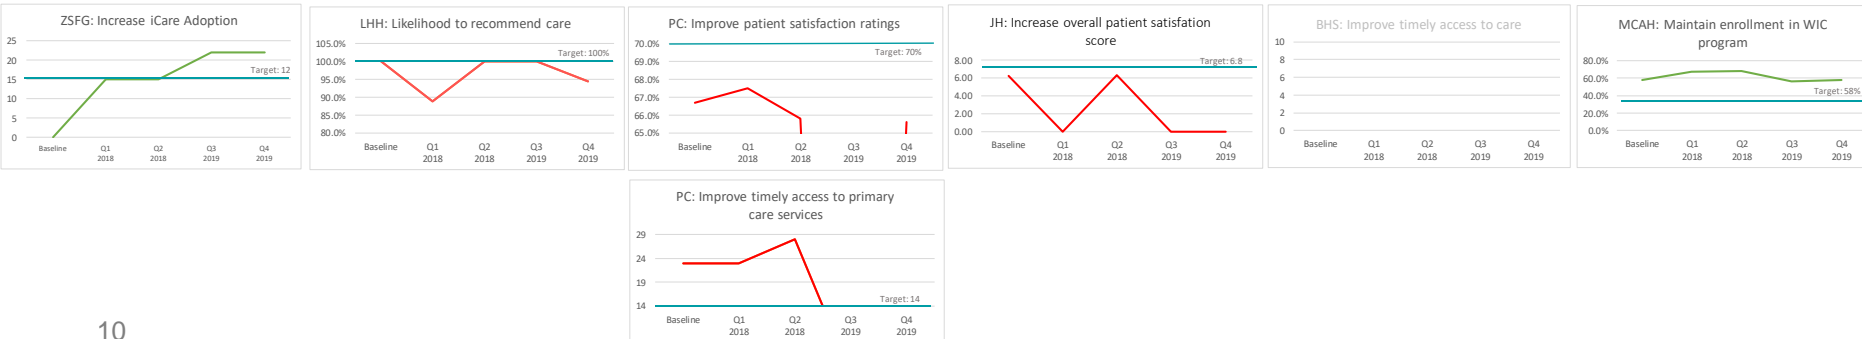 ZSFG: Increase iCare Adoption
25
20
15
10
5
0
Target: 12
Baseline Q1 Q2 Q3 Q4
2018 2018 2019 2019
LHH: Likelihood to recommend care
105.0%
100.0%
95.0%
90.0%
85.0%
80.0%
Target: 100%
Baseline Q1 Q2 Q3 Q4
2018 2018 2019 2019
PC: Improve patient satisfaction ratings
70.0%
69.0%
68.0%
67.0%
66.0%
65.0%
Target: 70%
Baseline Q1 Q2 Q3 Q4
2018 2018 2019 2019
JH: Increase overall patient satisfation
score
8.00
6.00
4.00
2.00
0.00
Target: 6.8
Baseline Q1 Q2 Q3 Q4
2018 2018 2019 2019
BHS: Improve timely access to care
10
8
6
4
2
0
Baseline Q1 Q2 Q3 Q4
2018 2018 2019 2019
MCAH: Maintain enrollment in WIC
program
80.0%
60.0%
40.0%
20.0%
0.0%
Target: 58%
Baseline Q1 Q2 Q3 Q4
2018 2018 2019 2019
PC: Improve timely access to primary
care services
29
24
19
14
Target: 14
Baseline Q1 Q2 Q3 Q4
2018 2018 2019 2019
10